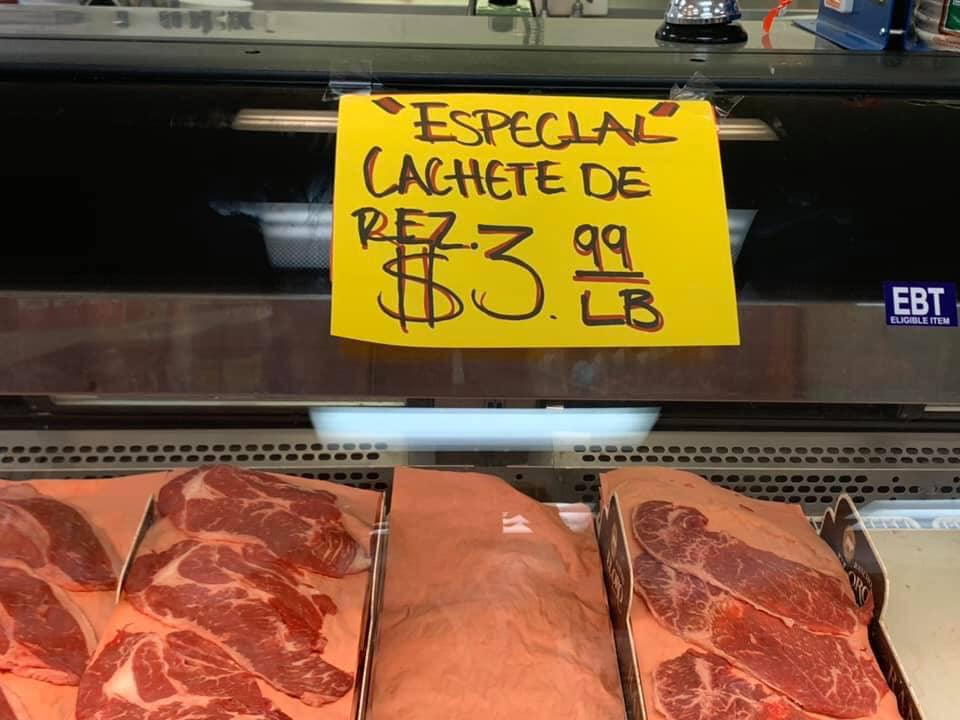 "ESPECIAL"
CACHETE DE
REZ.
$3.99
LB
EBT
ELIGIBLE ITEM